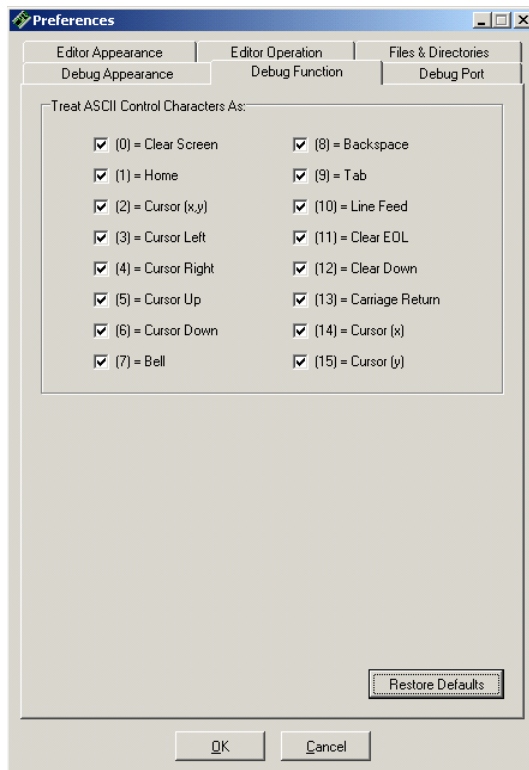 Preferences
Editor Appearance
Editor Operation
Files & Directories
Debug Appearance
Debug Function
Debug Port
Treat ASCII Control Characters As:
(0) = Clear Screen
(1) = Home
(2) = Cursor (x,y)
(3) = Cursor Left
(4) = Cursor Right
(5) = Cursor Up
(6) = Cursor Down
(7) = Bell
(8) = Backspace
(9) = Tab
(10) = Line Feed
(11) = Clear EOL
(12) = Clear Down
(13) = Carriage Return
(14) = Cursor (x)
(15) = Cursor (y)
Restore Defaults
OK
Cancel